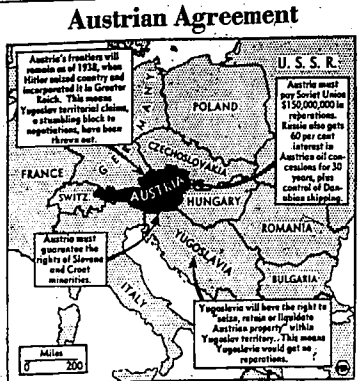 Austrian Agreement
Austria's frontiers will
remain as of 1938, when
Hitler seized country and
incorporated it in Greater
Reich. This means
Yugoslav territorial claims,
a stumbling block to
negotiations, have been
thrown out.
U. S. S. R.
Austria must
pay Soviet Union
$150,000,000 in
reparations.
Russia also gets
60 per cent
interest in
Austrian oil con-
cessions for 30
years, plus
control of Dan-
ubian shipping.
GERMANY
POLAND
CZECHOSLOVAKIA
FRANCE
SWITZ
AUSTRIA
HUNGARY
ROMANIA
YUGOSLAVIA
BULGARIA
ITALY
Austria must
guarantee the
rights of Slovene
and Croat
minorities.
Yugoslavia will have the right to
"seize, retain or liquidate
Austrian property" within
Yugoslav territory. This means
Yugoslavia would get no
reparations.
Miles
0 200